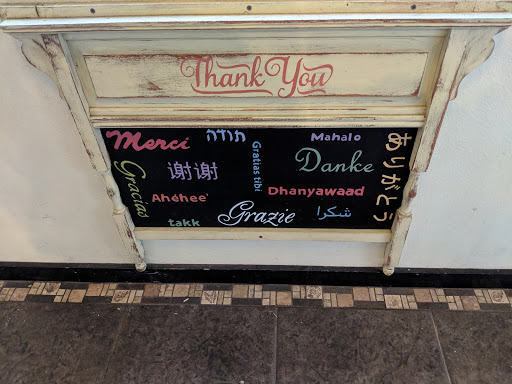 Thank You
Merci
תודה
Mahalo
ありがとう
Gracias
谢谢
Gratias tibi
Danke
Ahéhee'
Dhanyawaad
takk
Grazie
شكرا